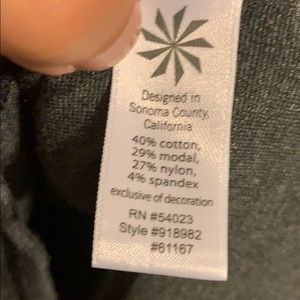 Designed in
Sonoma County,
California
40% cotton,
29% modal,
27% nylon,
4% spandex
exclusive of decoration
RN #54023
Style #918982
#61167